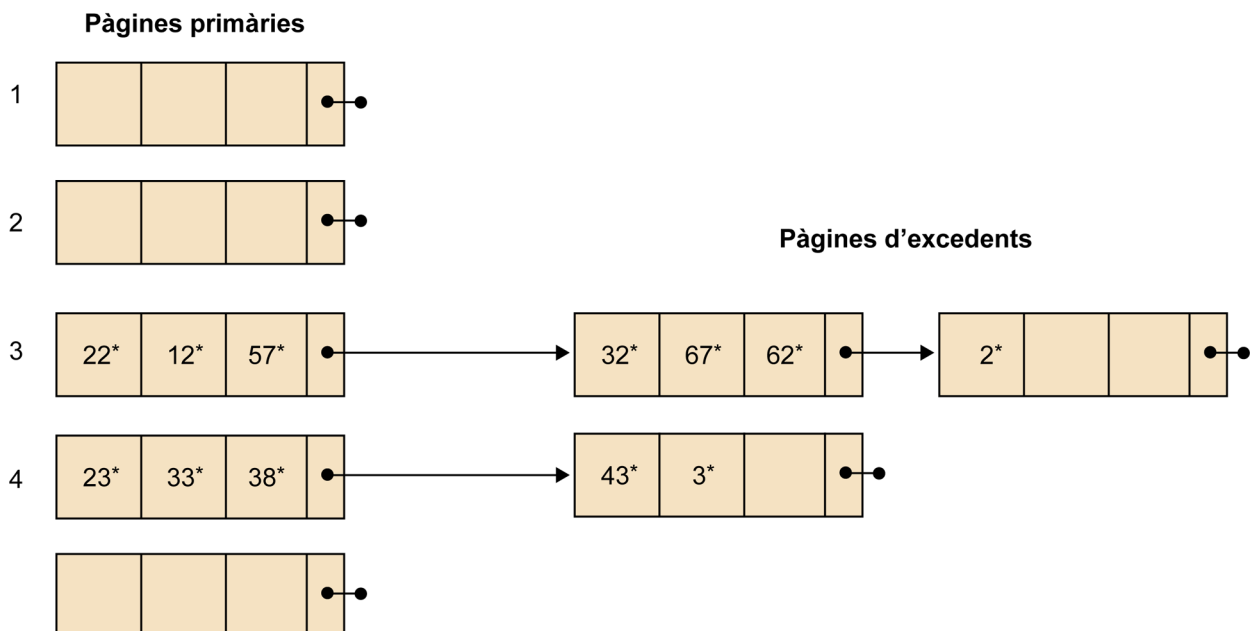 Pàgines primàries
1
2
Pàgines d’excedents
3 22* 12* 57* 32* 67* 62* 2*
4 23* 33* 38* 43* 3*